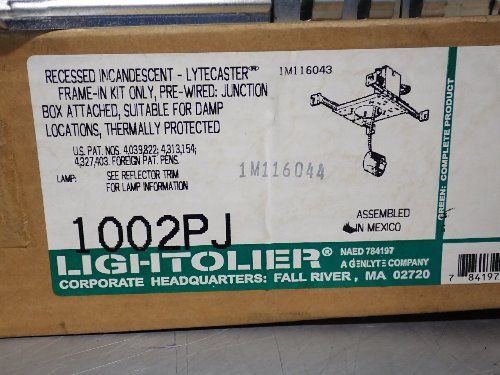 RECESSED INCANDESCENT - LYTECASTER®
1M116043
FRAME-IN KIT ONLY, PRE-WIRED: JUNCTION
BOX ATTACHED, SUITABLE FOR DAMP
LOCATIONS, THERMALLY PROTECTED
U.S. PAT. NOS. 4,039,822; 4,313,154;
4,327,403. FOREIGN PAT. PENS.
1M116044
LAMP: SEE REFLECTOR TRIM
FOR LAMP INFORMATION
ASSEMBLED
IN MEXICO
1002PJ
LIGHTOLIER®
NAED 784197
A GENLYTE COMPANY
CORPORATE HEADQUARTERS: FALL RIVER, MA 02720
GREEN: COMPLETE PRODUCT
7 84197